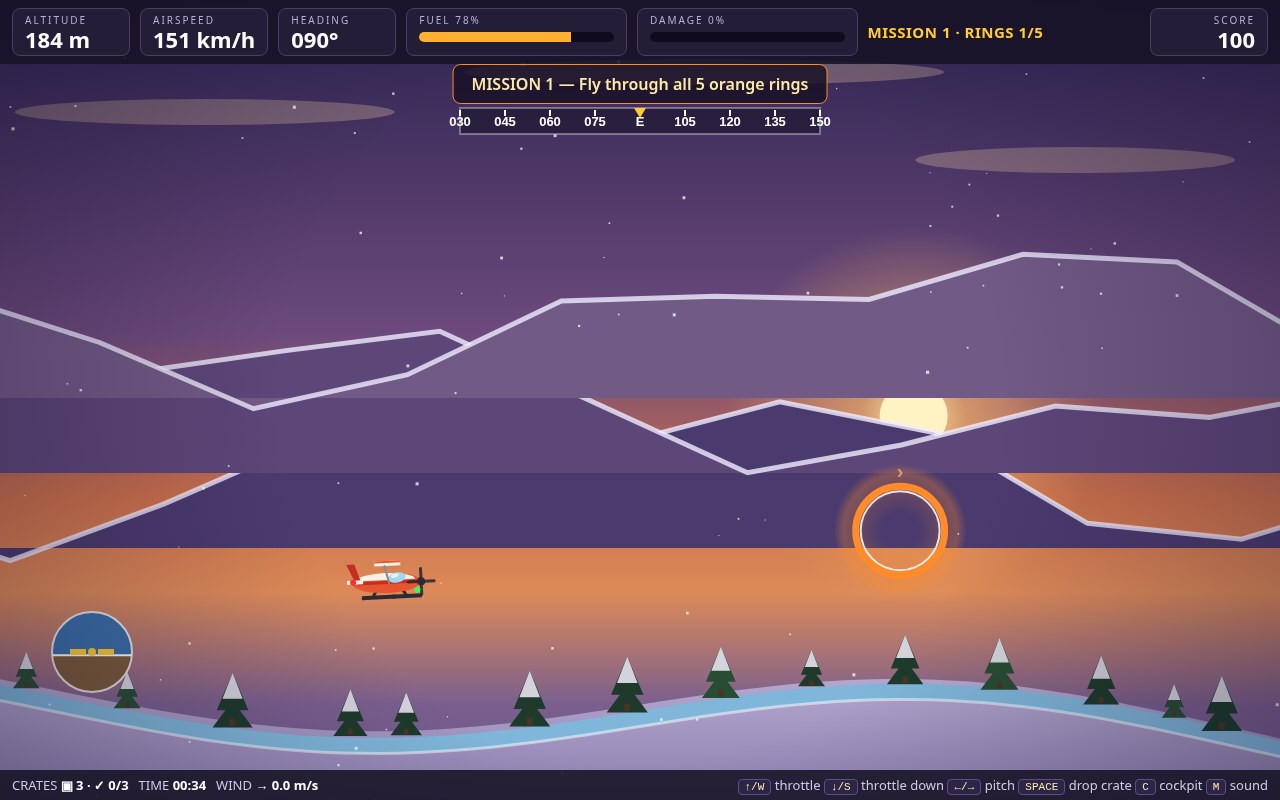 ALTITUDE AIRSPEED HEADING FUEL 78% DAMAGE 0% SCORE
184 m 151 km/h 090° MISSION 1 · RINGS 1/5 100
MISSION 1 — Fly through all 5 orange rings
030 045 060 075 E 105 120 135 150
CRATES ▣ 3 · ✓ 0/3 TIME 00:34 WIND → 0.0 m/s ↑/W throttle ↓/S throttle down ←/→ pitch SPACE drop crate C cockpit M sound